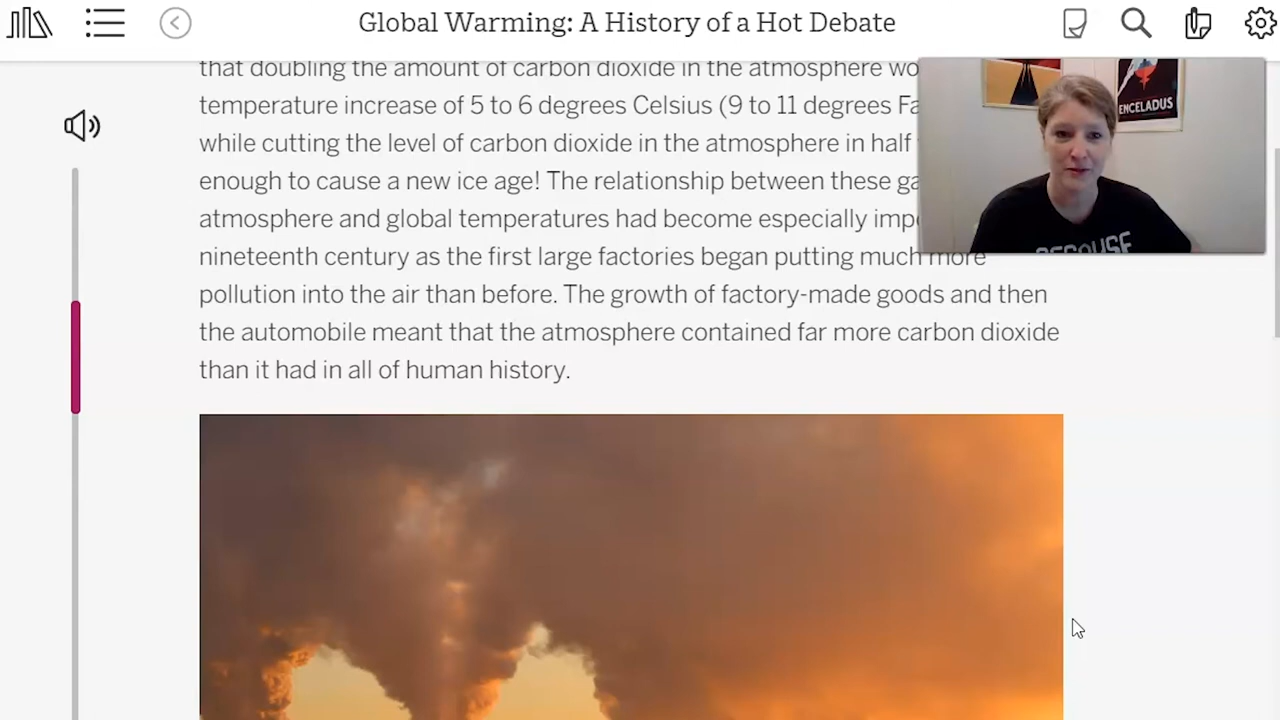 Global Warming: A History of a Hot Debate
that doubling the amount of carbon dioxide in the atmosphere wo
temperature increase of 5 to 6 degrees Celsius (9 to 11 degrees Fa
while cutting the level of carbon dioxide in the atmosphere in half
enough to cause a new ice age! The relationship between these ga
atmosphere and global temperatures had become especially impo
nineteenth century as the first large factories began putting much more
pollution into the air than before. The growth of factory-made goods and then
the automobile meant that the atmosphere contained far more carbon dioxide
than it had in all of human history.
ENCELADUS
BECAUSE